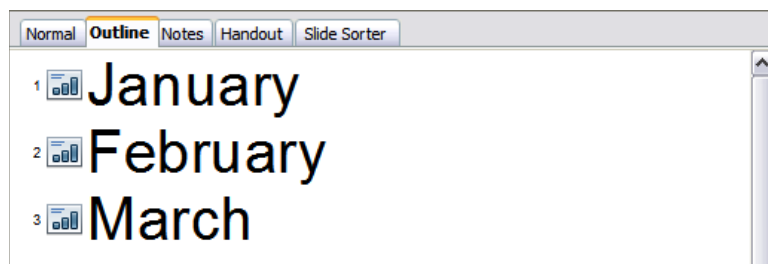 Normal Outline Notes Handout Slide Sorter
1 January
2 February
3 March